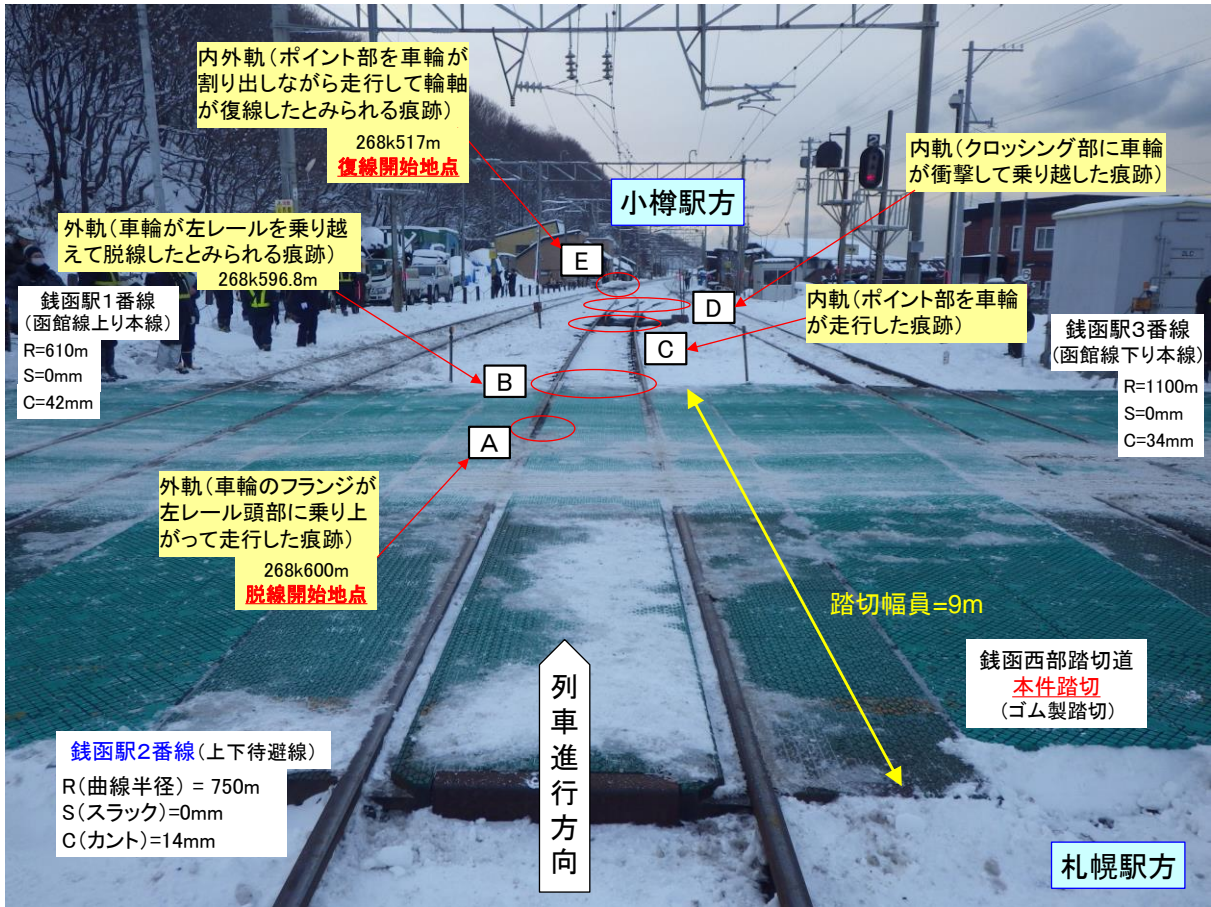 内外軌(ポイント部を車輪が
割り出しながら走行して輪軸
が復線したとみられる痕跡)
268k517m
復線開始地点
内軌(クロッシング部に車輪
が衝撃して乗り越した痕跡)
小樽駅方
外軌(車輪が左レールを乗り越
えて脱線したとみられる痕跡)
268k596.8m
E
銭函駅1番線
(函館線上り本線)
R=610m
S=0mm
C=42mm
D
内軌(ポイント部を車輪
が走行した痕跡)
C
銭函駅3番線
(函館線下り本線)
R=1100m
S=0mm
C=34mm
B
A
外軌(車輪のフランジが
左レール頭部に乗り上
がって走行した痕跡)
268k600m
脱線開始地点
踏切幅員=9m
銭函西部踏切道
本件踏切
(ゴム製踏切)
列車進行方向
銭函駅2番線(上下待避線)
R(曲線半径) = 750m
S(スラック)=0mm
C(カント)=14mm
札幌駅方